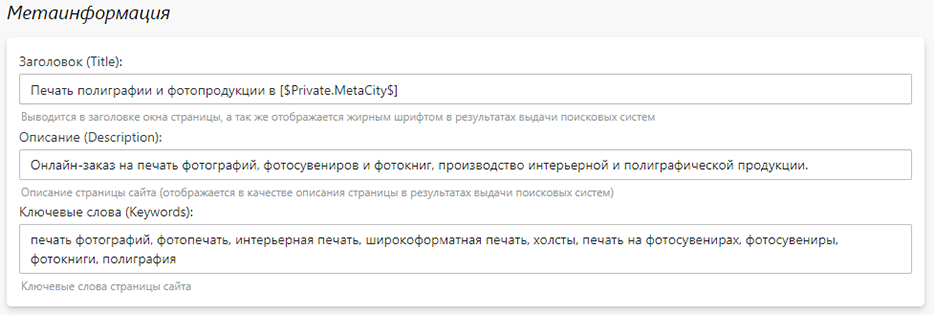 Метаинформация
Заголовок (Title):
Печать полиграфии и фотопродукции в [$Private.MetaCity$]
Выводится в заголовке окна страницы, а так же отображается жирным шрифтом в результатах выдачи поисковых систем
Описание (Description):
Онлайн-заказ на печать фотографий, фотосувениров и фотокниг, производство интерьерной и полиграфической продукции.
Описание страницы сайта (отображается в качестве описания страницы в результатах выдачи поисковых систем)
Ключевые слова (Keywords):
печать фотографий, фотопечать, интерьерная печать, широкоформатная печать, холсты, печать на фотосувенирах, фотосувениры,
фотокниги, полиграфия
Ключевые слова страницы сайта